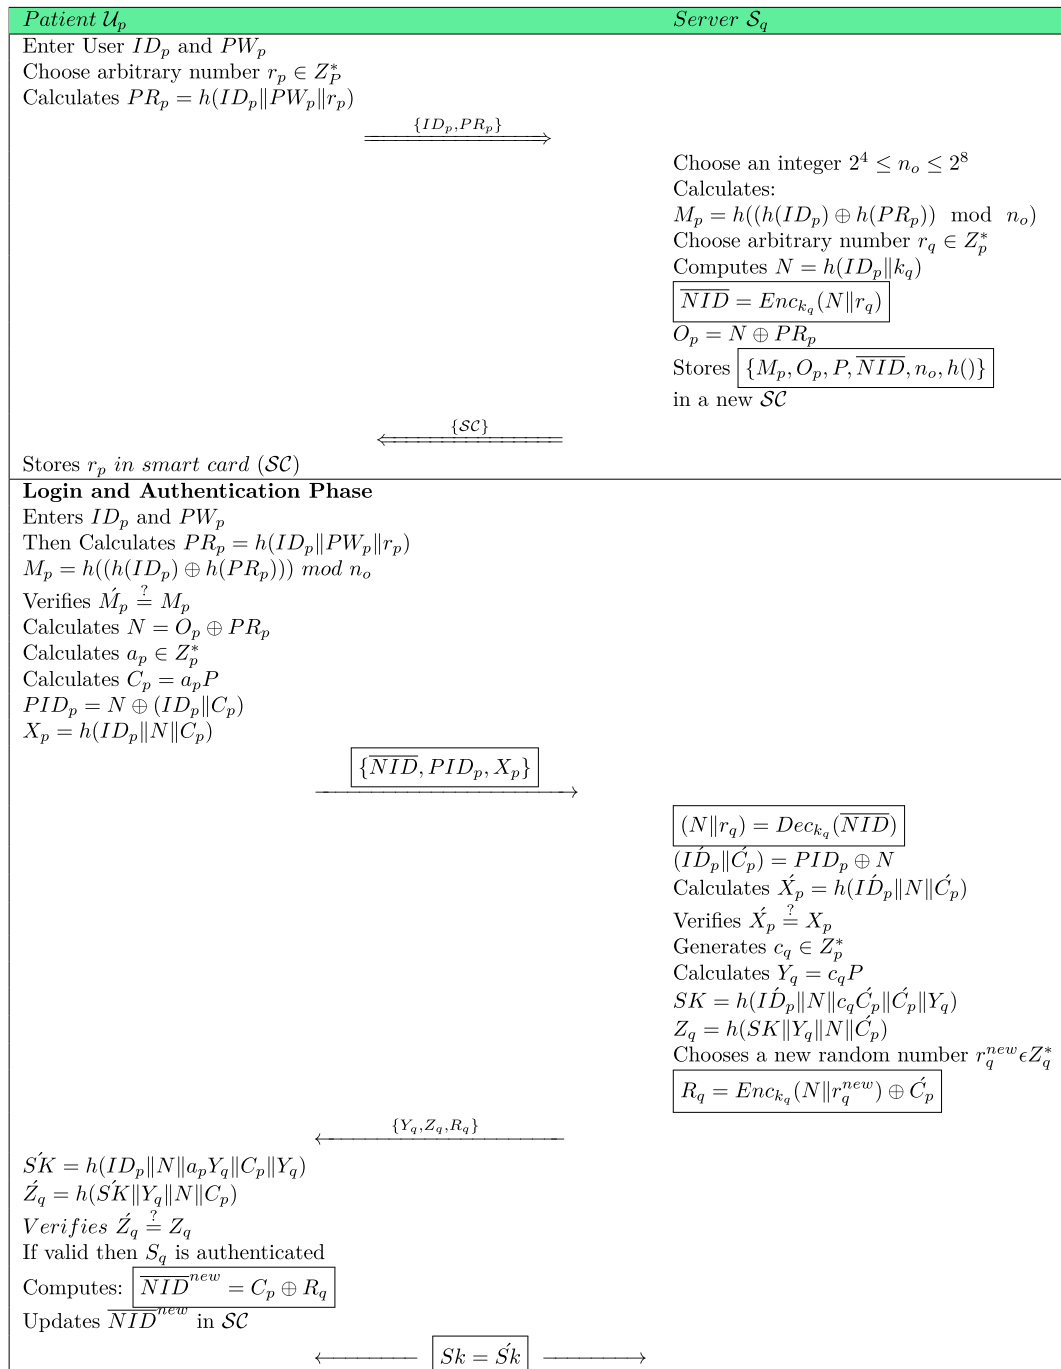 Patient 𝒰_p Server 𝒮_q
Enter User ID_p and PW_p
Choose arbitrary number r_p ∈ Z_P^*
Calculates PR_p = h(ID_p∥PW_p∥r_p)
{ID_p, PR_p}
Choose an integer 2^4 ≤ n_o ≤ 2^8
Calculates:
M_p = h((h(ID_p) ⊕ h(PR_p)) mod n_o)
Choose arbitrary number r_q ∈ Z_p^*
Computes N = h(ID_p∥k_q)
\overline{NID} = Enc_{k_q}(N∥r_q)
O_p = N ⊕ PR_p
Stores {M_p, O_p, P, \overline{NID}, n_o, h()}
in a new 𝒮𝒞
{𝒮𝒞}
Stores r_p in smart card (𝒮𝒞)
Login and Authentication Phase
Enters ID_p and PW_p
Then Calculates PR_p = h(ID_p∥PW_p∥r_p)
M_p = h((h(ID_p) ⊕ h(PR_p))) mod n_o
Verifies Ḿ_p ≟ M_p
Calculates N = O_p ⊕ PR_p
Calculates a_p ∈ Z_p^*
Calculates C_p = a_pP
PID_p = N ⊕ (ID_p∥C_p)
X_p = h(ID_p∥N∥C_p)
{\overline{NID}, PID_p, X_p}
(N∥r_q) = Dec_{k_q}(\overline{NID})
(ID́_p∥Ć_p) = PID_p ⊕ N
Calculates X́_p = h(ID́_p∥N∥Ć_p)
Verifies X́_p ≟ X_p
Generates c_q ∈ Z_p^*
Calculates Y_q = c_qP
SK = h(ID́_p∥N∥c_qĆ_p∥Ć_p∥Y_q)
Z_q = h(SK∥Y_q∥N∥Ć_p)
Chooses a new random number r_q^{new} ϵ Z_q^*
R_q = Enc_{k_q}(N∥r_q^{new}) ⊕ Ć_p
{Y_q, Z_q, R_q}
SḰ = h(ID_p∥N∥a_pY_q∥C_p∥Y_q)
Ź_q = h(SḰ∥Y_q∥N∥C_p)
Verifies Ź_q ≟ Z_q
If valid then S_q is authenticated
Computes: \overline{NID}^{new} = C_p ⊕ R_q
Updates \overline{NID}^{new} in 𝒮𝒞
Sk = Śk